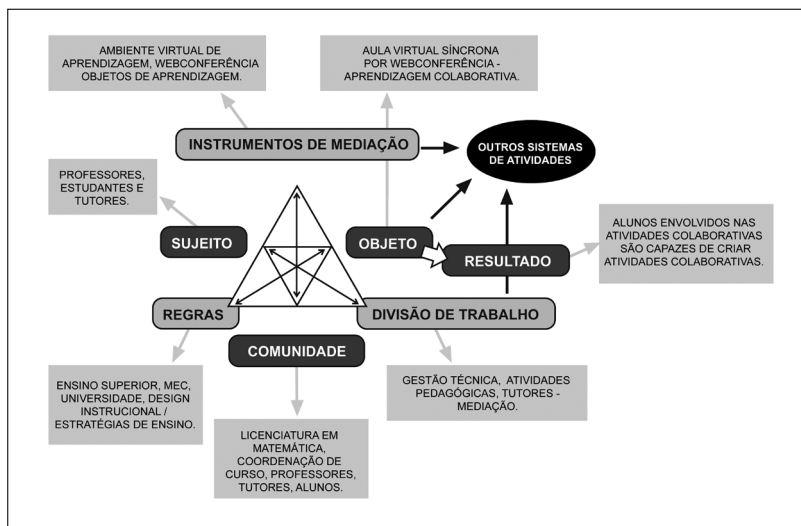 AMBIENTE VIRTUAL DE
APRENDIZAGEM, WEBCONFERÊNCIA
OBJETOS DE APRENDIZAGEM.
AULA VIRTUAL SÍNCRONA
POR WEBCONFERÊNCIA -
APRENDIZAGEM COLABORATIVA.
INSTRUMENTOS DE MEDIAÇÃO
OUTROS SISTEMAS
DE ATIVIDADES
PROFESSORES,
ESTUDANTES E
TUTORES.
SUJEITO
OBJETO
RESULTADO
ALUNOS ENVOLVIDOS NAS
ATIVIDADES COLABORATIVAS
SÃO CAPAZES DE CRIAR
ATIVIDADES COLABORATIVAS.
REGRAS
DIVISÃO DE TRABALHO
COMUNIDADE
ENSINO SUPERIOR, MEC,
UNIVERSIDADE, DESIGN
INSTRUCIONAL /
ESTRATÉGIAS DE ENSINO.
LICENCIATURA EM
MATEMÁTICA,
COORDENAÇÃO DE
CURSO, PROFESSORES,
TUTORES, ALUNOS.
GESTÃO TÉCNICA, ATIVIDADES
PEDAGÓGICAS, TUTORES -
MEDIAÇÃO.